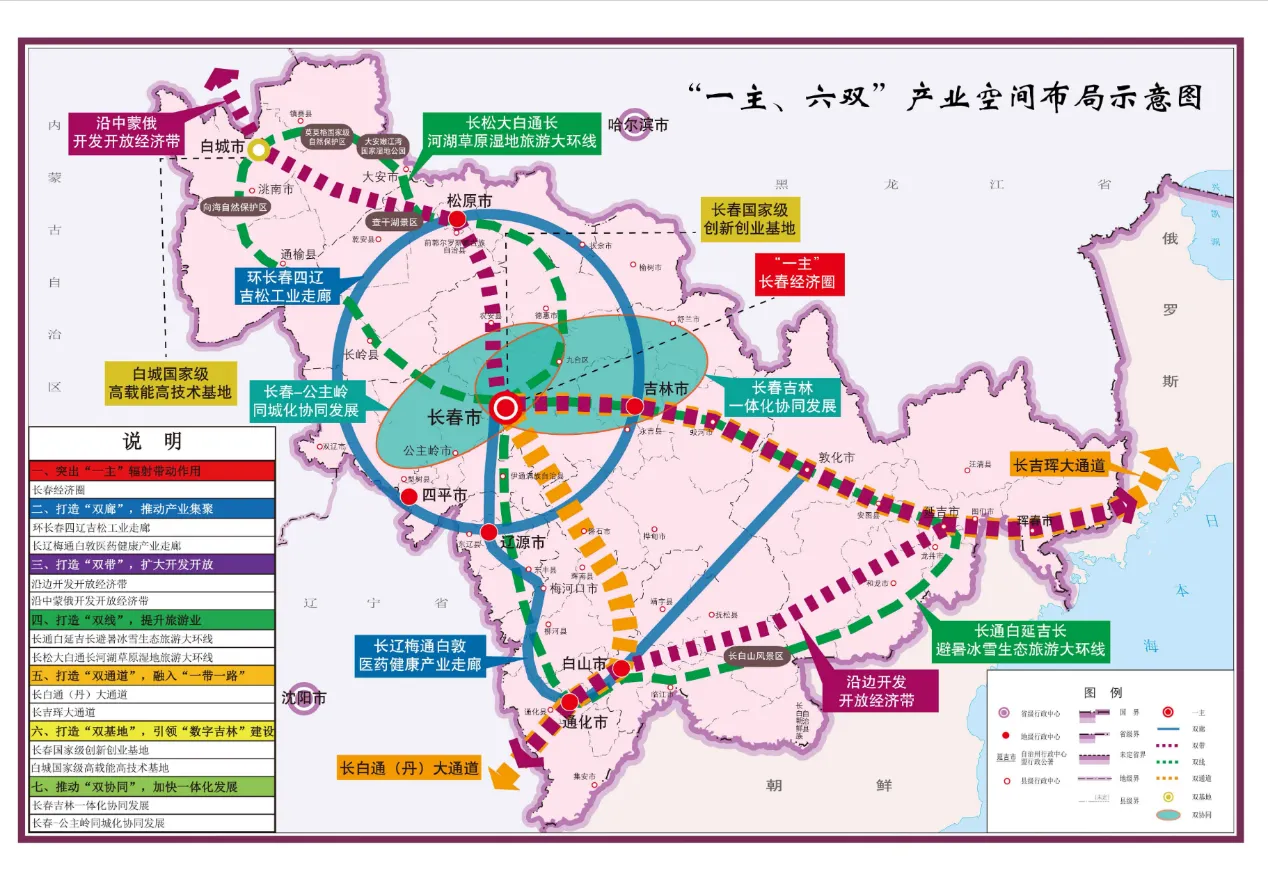 “一主、六双”产业空间布局示意图
内
蒙
古
自
治
区
黑 龙 江 省
俄
罗
斯
辽 宁 省
朝 鲜
日
本
海
哈尔滨市
沈阳市
沿中蒙俄
开发开放经济带
长松大白通长
河湖草原湿地旅游大环线
长春国家级
创新创业基地
“一主”
长春经济圈
环长春四辽
吉松工业走廊
白城国家级
高载能高技术基地
长春-公主岭
同城化协同发展
长春吉林
一体化协同发展
长吉珲大通道
长辽梅通白敦
医药健康产业走廊
长通白延吉长
避暑冰雪生态旅游大环线
沿边开发
开放经济带
长白通（丹）大通道
白城市
镇赉县
莫莫格国家级
自然保护区
大安嫩江湾
国家湿地公园
大安市
洮南市
向海自然保护区
查干湖景区
松原市
乾安县
通榆县
扶余市
榆树市
农安县
德惠市
舒兰市
长岭县
九台区
长春市
吉林市
公主岭市
永吉县
蛟河市
双辽市
梨树县
四平市
伊通满族自治县
敦化市
汪清县
安图县
延吉市
图们市
珲春市
龙井市
和龙市
磐石市
桦甸市
辽源市
东辽县
东丰县
辉南县
梅河口市
柳河县
靖宇县
抚松县
长白山风景区
白山市
临江市
通化县
通化市
集安市
说 明
一、突出“一主”辐射带动作用
长春经济圈
二、打造“双廊”，推动产业集聚
环长春四辽吉松工业走廊
长辽梅通白敦医药健康产业走廊
三、打造“双带”，扩大开发开放
沿边开发开放经济带
沿中蒙俄开发开放经济带
四、打造“双线”，提升旅游业
长通白延吉长避暑冰雪生态旅游大环线
长松大白通长河湖草原湿地旅游大环线
五、打造“双通道”，融入“一带一路”
长白通（丹）大通道
长吉珲大通道
六、打造“双基地”，引领“数字吉林”建设
长春国家级创新创业基地
白城国家级高载能高技术基地
七、推动“双协同”，加快一体化发展
长春吉林一体化协同发展
长春-公主岭同城化协同发展
图 例
省级行政中心
地级行政中心
延吉市
自治州行政中心
盟行政公署
县级行政中心
国 界
省级界
未定省界
地级界
县级界
一主
双廊
双带
双线
双通道
双基地
双协同